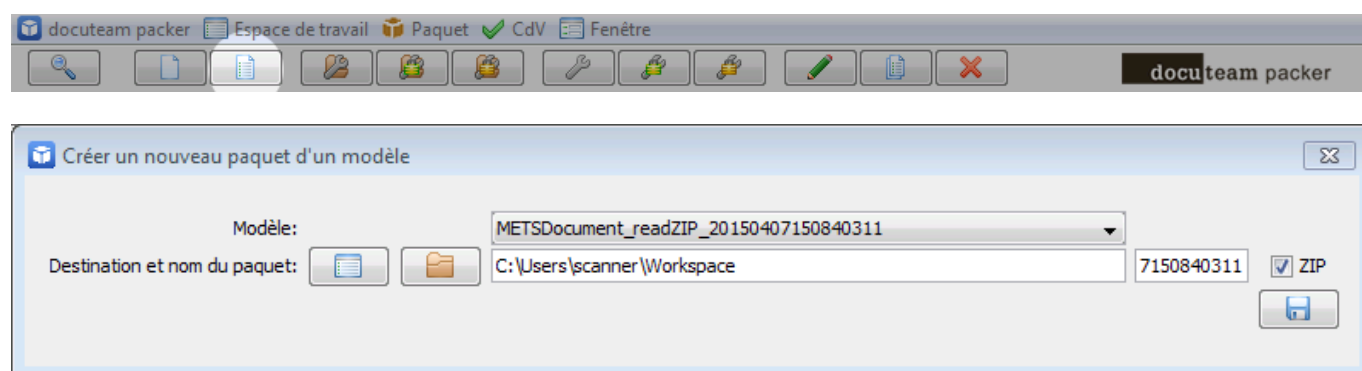 docuteam packer Espace de travail Paquet CdV Fenêtre
docuteam packer
Créer un nouveau paquet d'un modèle
Modèle: METSDocument_readZIP_20150407150840311
Destination et nom du paquet: C:\Users\scanner\Workspace 7150840311 ZIP